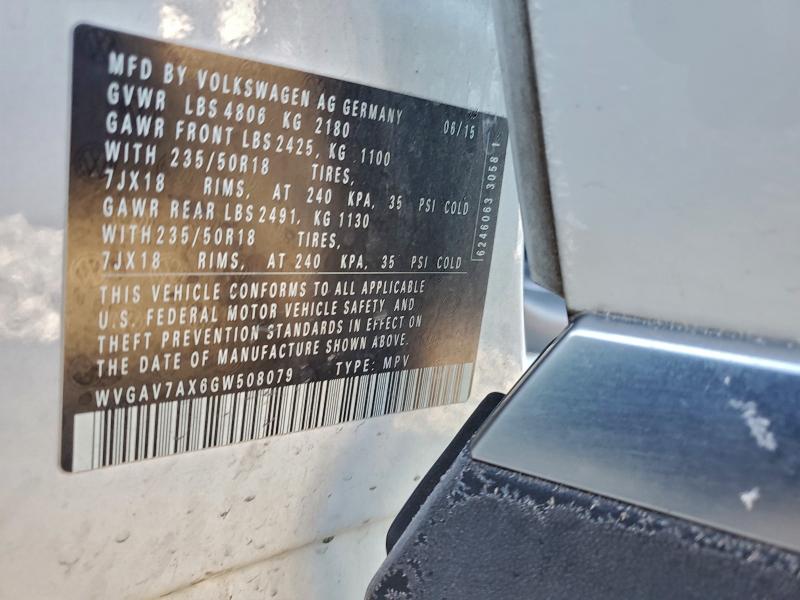 MFD BY VOLKSWAGEN AG GERMANY
GVWR LBS 4806 KG 2180 06/15
GAWR FRONT LBS 2425, KG 1100
WITH 235/50R18 TIRES,
7JX18 RIMS, AT 240 KPA, 35 PSI COLD
GAWR REAR LBS 2491, KG 1130
WITH 235/50R18 TIRES,
7JX18 RIMS, AT 240 KPA, 35 PSI COLD
6246063 3058 1
THIS VEHICLE CONFORMS TO ALL APPLICABLE
U.S. FEDERAL MOTOR VEHICLE SAFETY AND
THEFT PREVENTION STANDARDS IN EFFECT ON
THE DATE OF MANUFACTURE SHOWN ABOVE.
WVGAV7AX6GW508079 TYPE: MPV